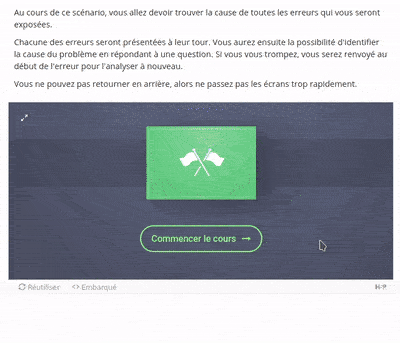 Au cours de ce scénario, vous allez devoir trouver la cause de toutes les erreurs qui vous seront
exposées.
Chacune des erreurs seront présentées à leur tour. Vous aurez ensuite la possibilité d'identifier
la cause du problème en répondant à une question. Si vous vous trompez, vous serez renvoyé au
début de l'erreur pour l'analyser à nouveau.
Vous ne pouvez pas retourner en arrière, alors ne passez pas les écrans trop rapidement.
Commencer le cours →
Réutiliser <> Embarqué H-P